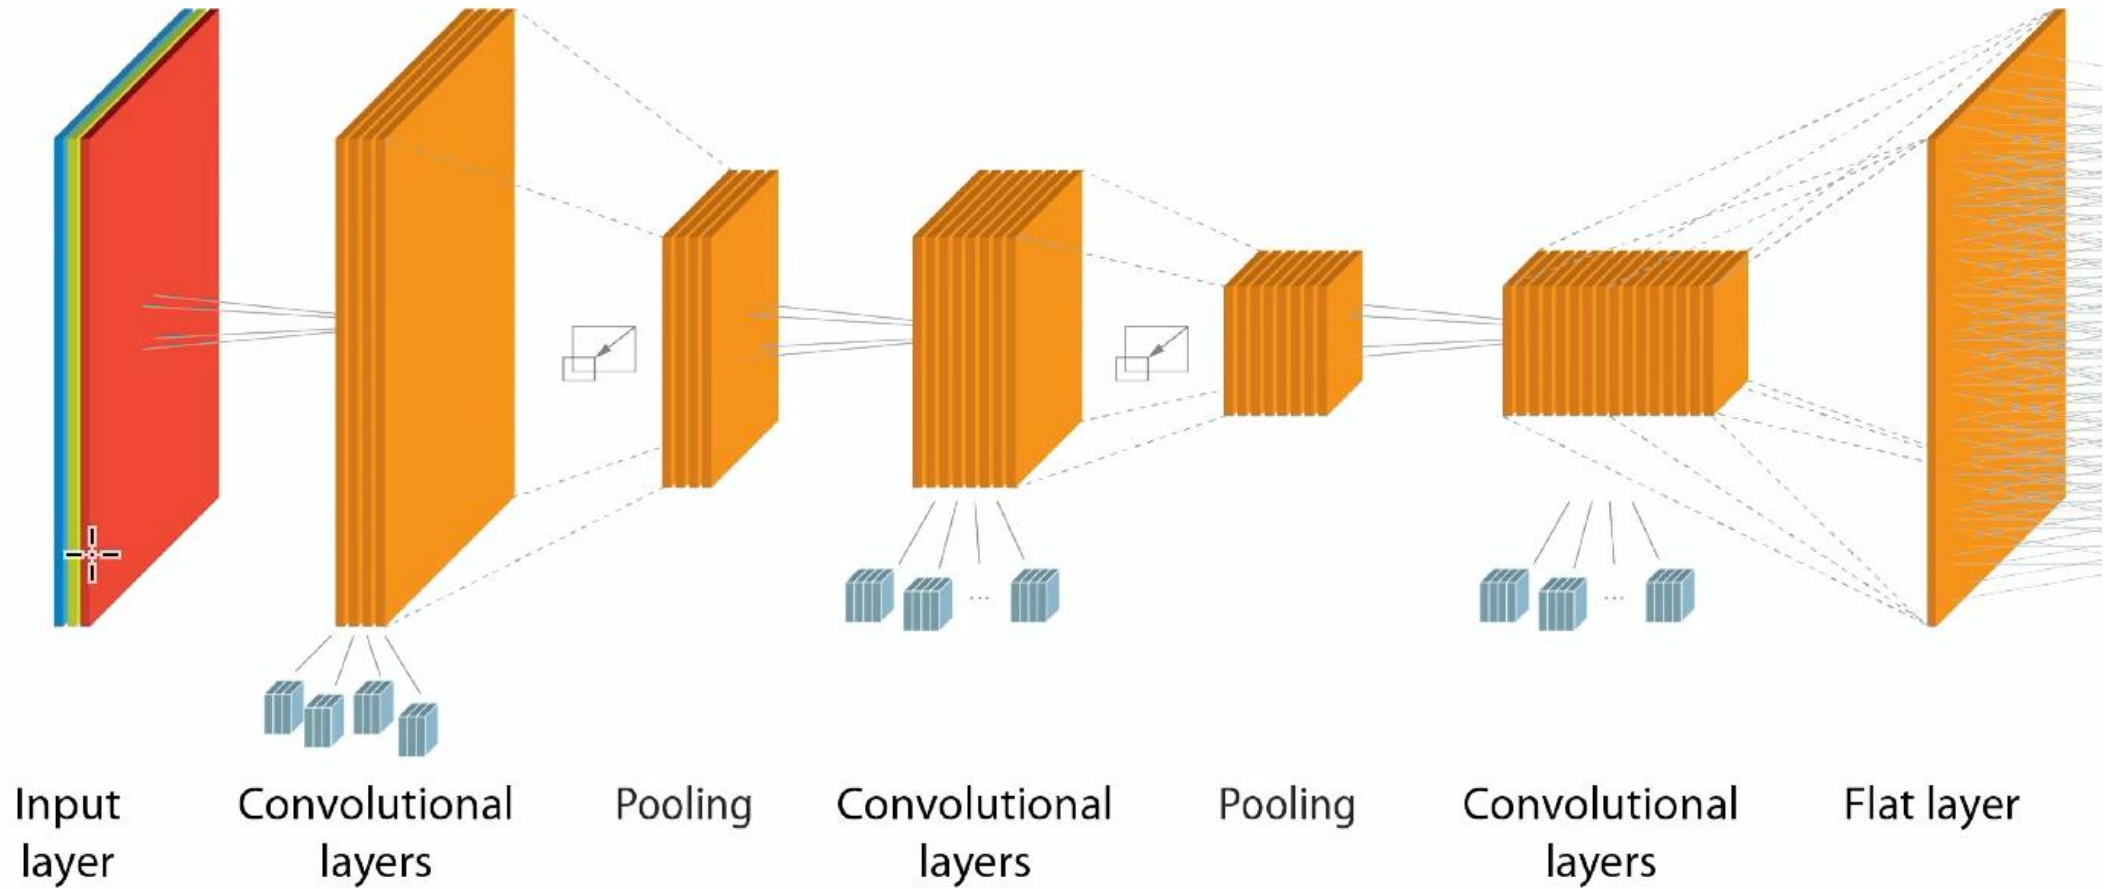 Input
layer
Convolutional
layers
Pooling
Convolutional
layers
Pooling
Convolutional
layers
Flat layer
...
...